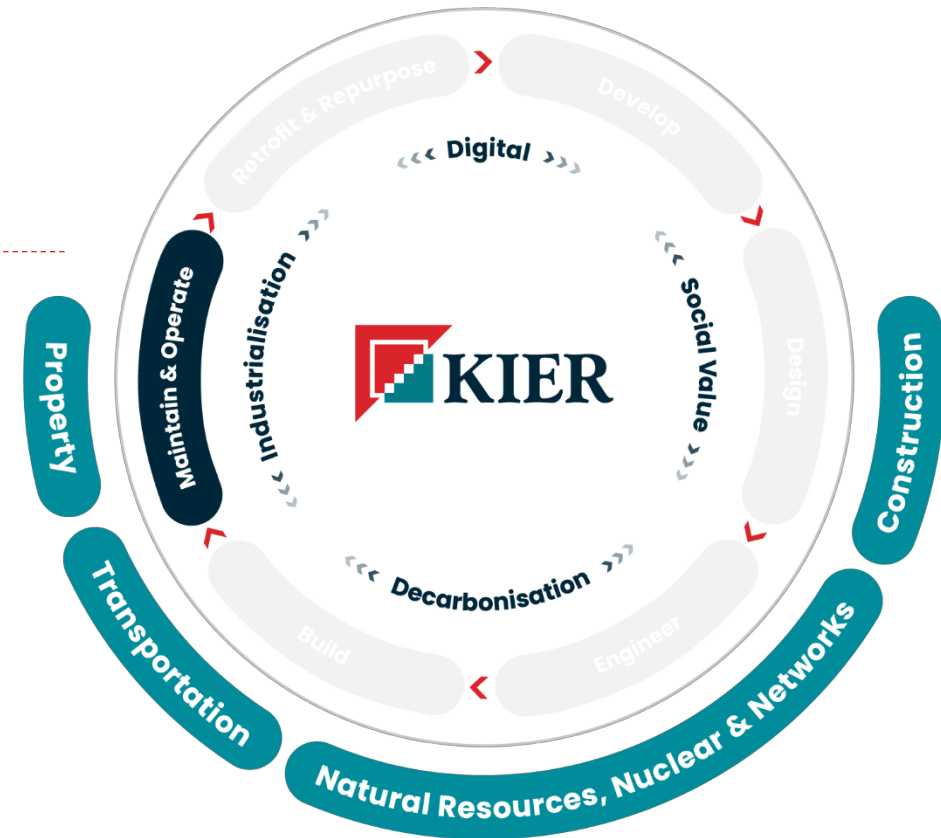 Retrofit & Repurpose
Develop
Digital
Maintain & Operate
Industrialisation
Social Value
Design
KIER
Property
Construction
Decarbonisation
Build
Engineer
Transportation
Natural Resources, Nuclear & Networks